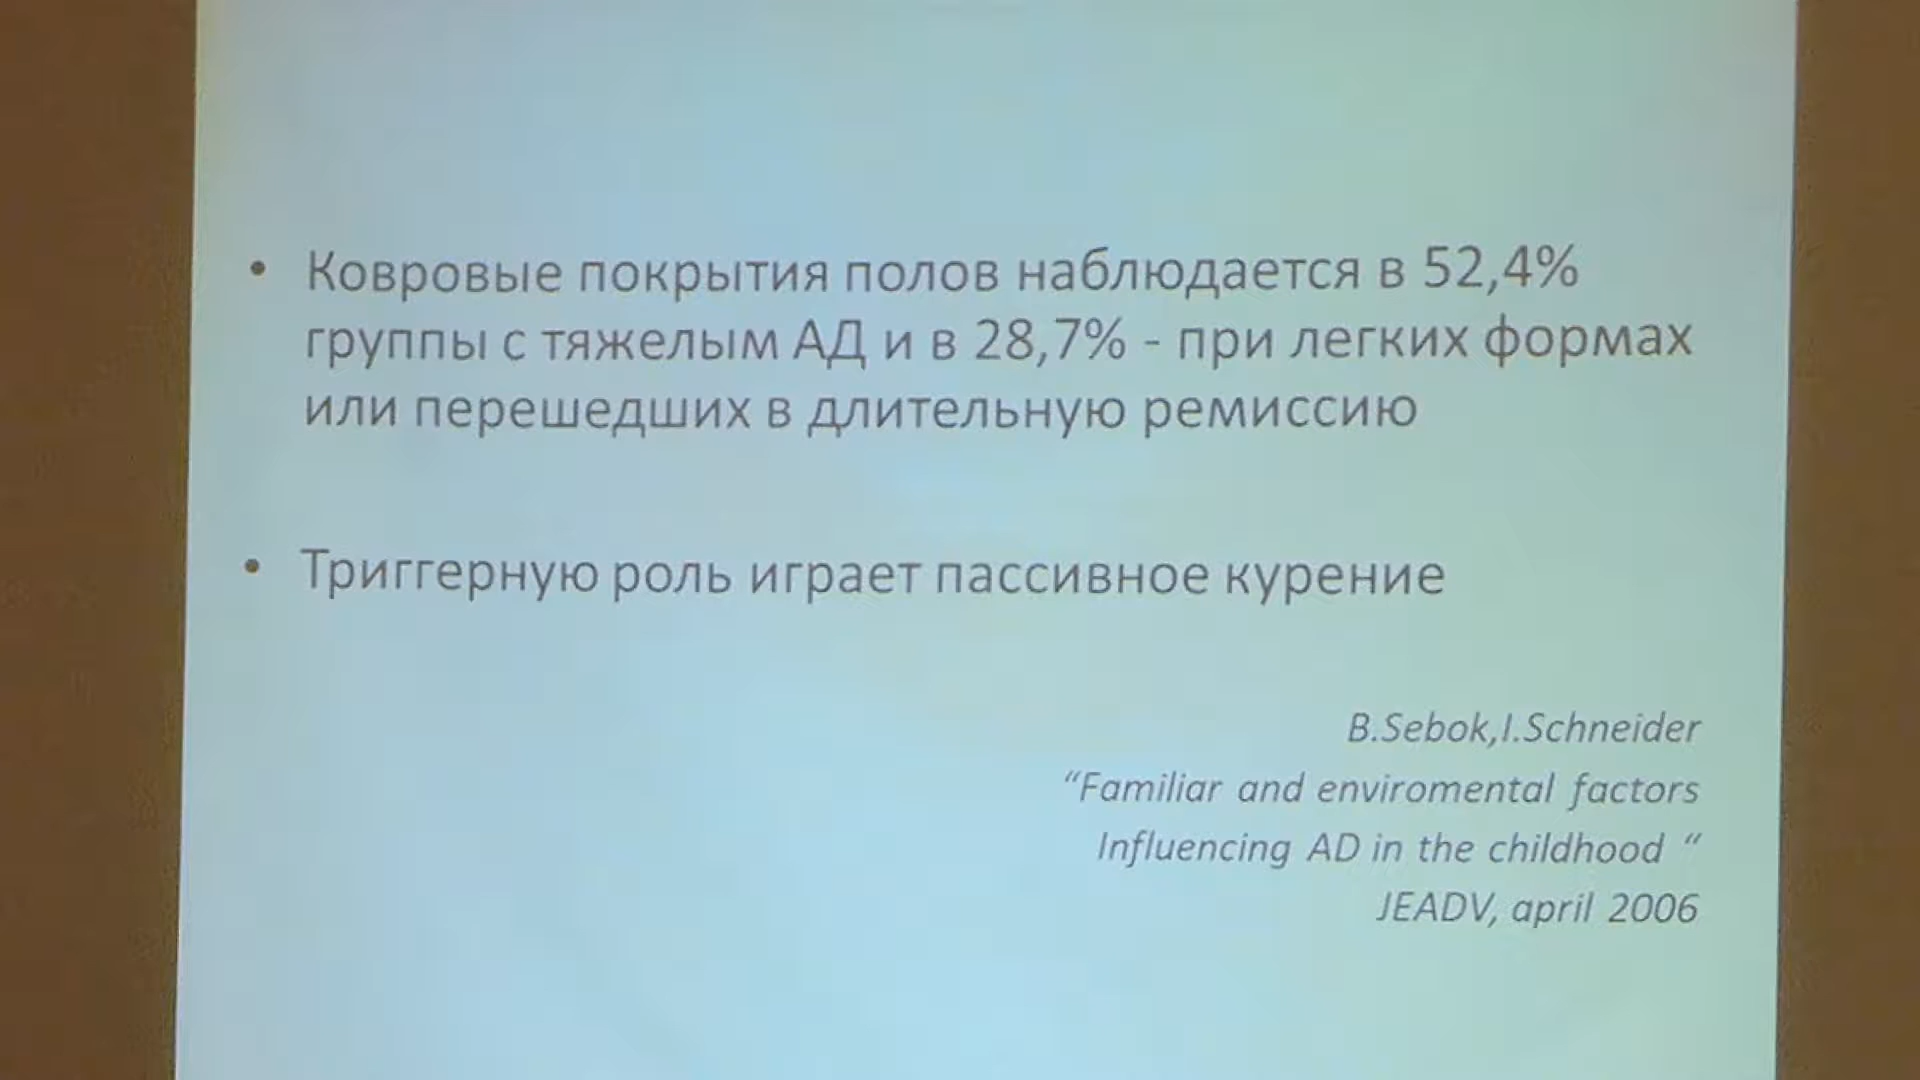 • Ковровые покрытия полов наблюдается в 52,4%
группы с тяжелым АД и в 28,7% - при легких формах
или перешедших в длительную ремиссию
• Триггерную роль играет пассивное курение
B.Sebok,I.Schneider
“Familiar and enviromental factors
Influencing AD in the childhood “
JEADV, april 2006